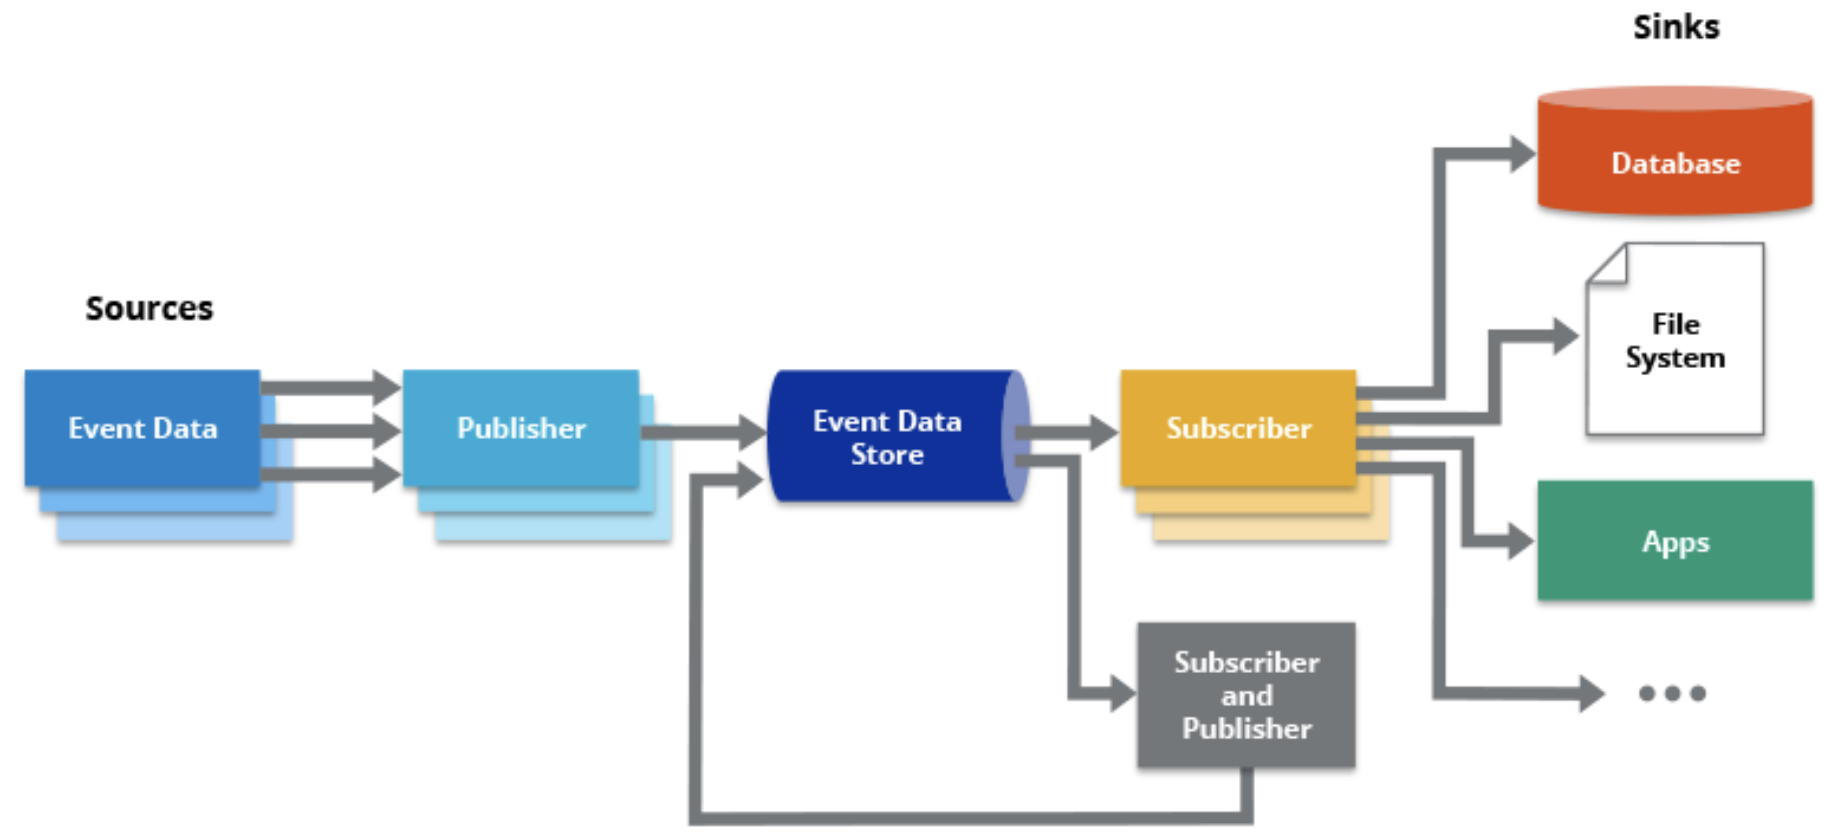 Sinks
Database
Sources
File
System
Event Data
Publisher
Event Data
Store
Subscriber
Apps
Subscriber
and
Publisher